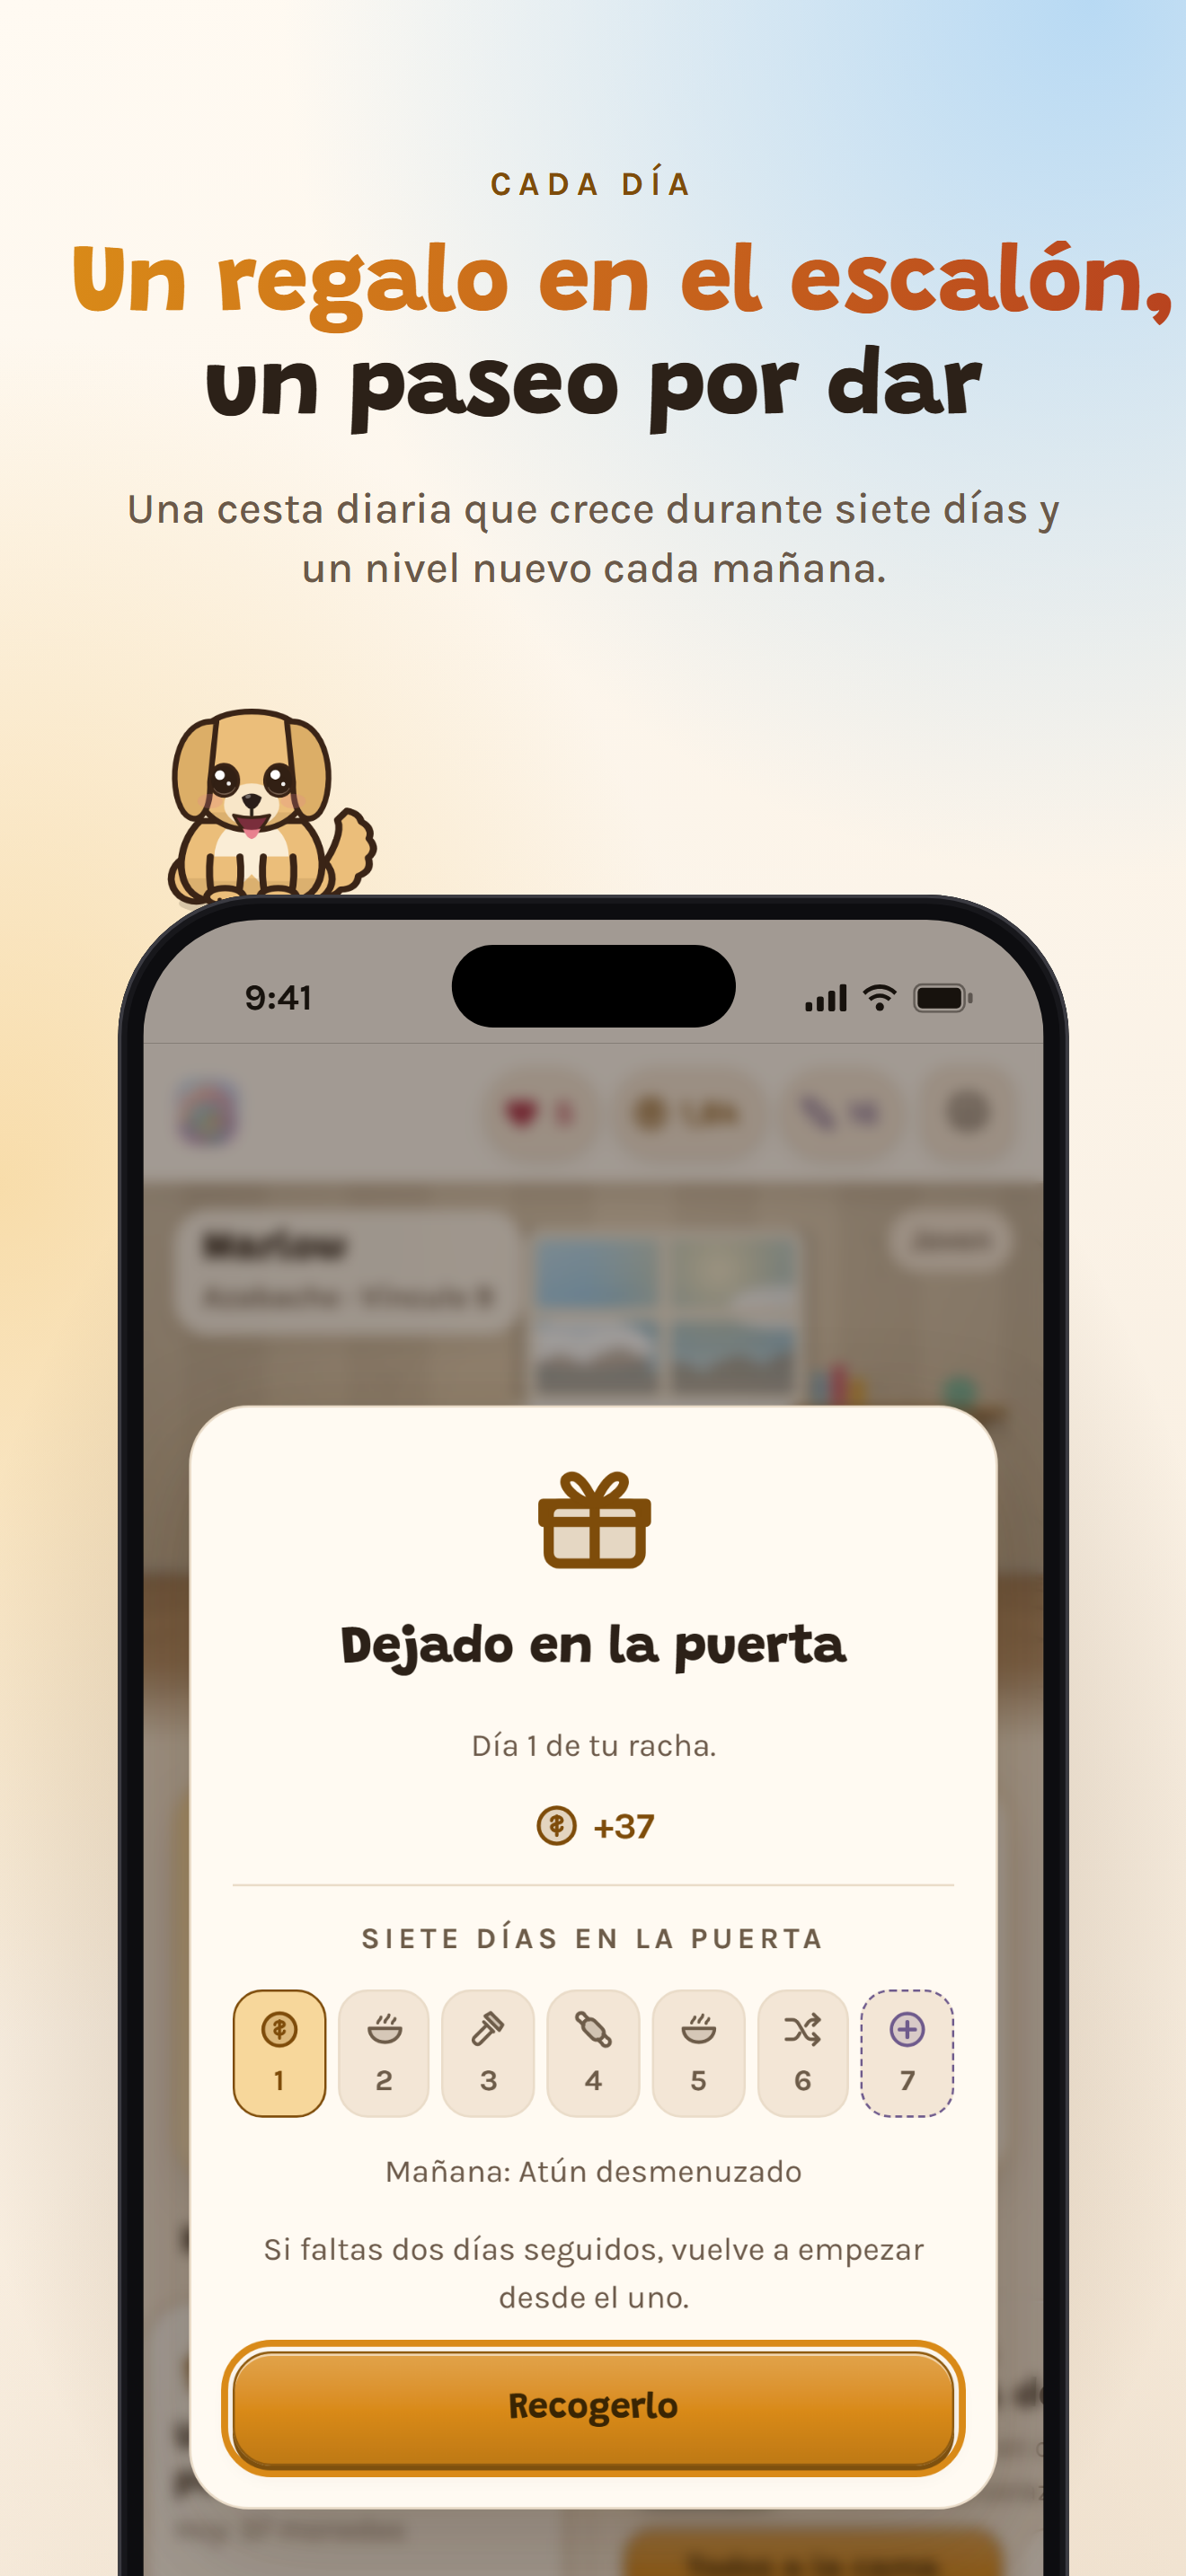 CADA DÍA
Un regalo en el escalón,
un paseo por dar
Una cesta diaria que crece durante siete días y
un nivel nuevo cada mañana.
9:41
Marlow
Dejado en la puerta
Día 1 de tu racha.
+37
SIETE DÍAS EN LA PUERTA
1 2 3 4 5 6 7
Mañana: Atún desmenuzado
Si faltas dos días seguidos, vuelve a empezar
desde el uno.
Recogerlo